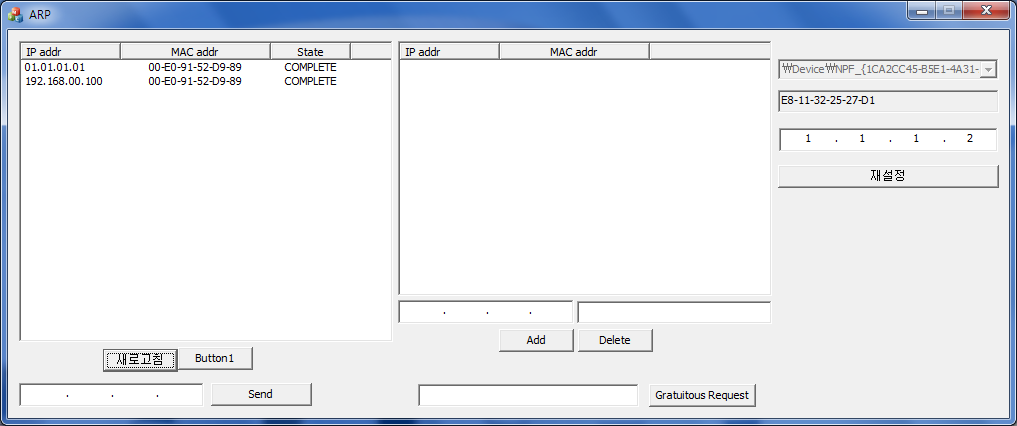 ARP
IP addr MAC addr State
01.01.01.01 00-E0-91-52-D9-89 COMPLETE
192.168.00.100 00-E0-91-52-D9-89 COMPLETE
새로고침 Button1
. . . Send
IP addr MAC addr
. . .
Add Delete
Gratuitous Request
₩Device₩NPF_{1CA2CC45-B5E1-4A31-
E8-11-32-25-27-D1
1 . 1 . 1 . 2
재설정